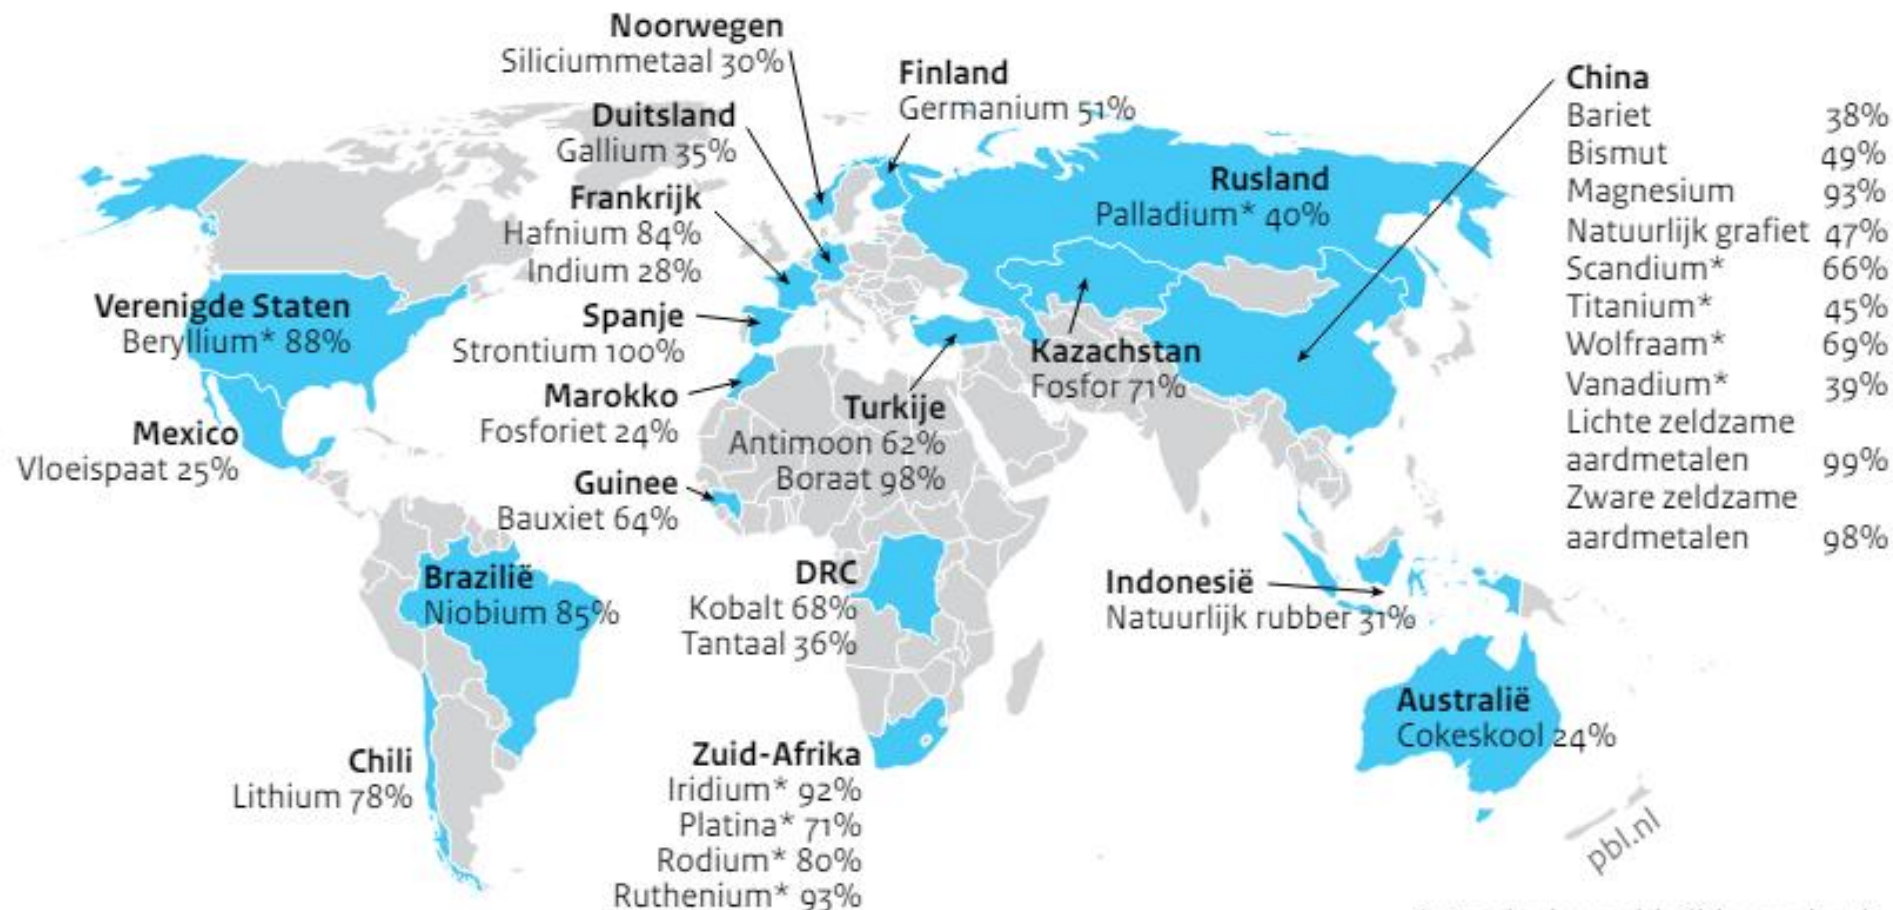 Noorwegen
Siliciummetaal 30%
Finland
Germanium 51%
Duitsland
Gallium 35%
Frankrijk
Hafnium 84%
Indium 28%
Spanje
Strontium 100%
Marokko
Fosforiet 24%
Guinee
Bauxiet 64%
Verenigde Staten
Beryllium* 88%
Mexico
Vloeispaat 25%
Brazilië
Niobium 85%
Chili
Lithium 78%
Rusland
Palladium* 40%
Kazachstan
Fosfor 71%
Turkije
Antimoon 62%
Boraat 98%
DRC
Kobalt 68%
Tantaal 36%
Zuid-Afrika
Iridium* 92%
Platina* 71%
Rodium* 80%
Ruthenium* 93%
China
Bariet 38%
Bismut 49%
Magnesium 93%
Natuurlijk grafiet 47%
Scandium* 66%
Titanium* 45%
Wolfraam* 69%
Vanadium* 39%
Lichte zeldzame
aardmetalen 99%
Zware zeldzame
aardmetalen 98%
Indonesië
Natuurlijk rubber 31%
Australië
Cokeskool 24%
pbl.nl